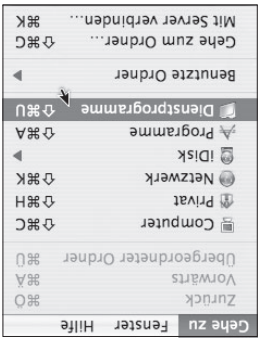 Gehe zu Fenster Hilfe
Zurück ⌘Ö
Vorwärts ⌘Ä
Übergeordneter Ordner ⌘Ü
Computer ⇧⌘C
Privat ⇧⌘H
Netzwerk ⇧⌘K
iDisk ▶
Programme ⇧⌘A
Dienstprogramme ⇧⌘U
Benutzte Ordner ▶
Gehe zum Ordner... ⇧⌘G
Mit Server verbinden... ⌘K